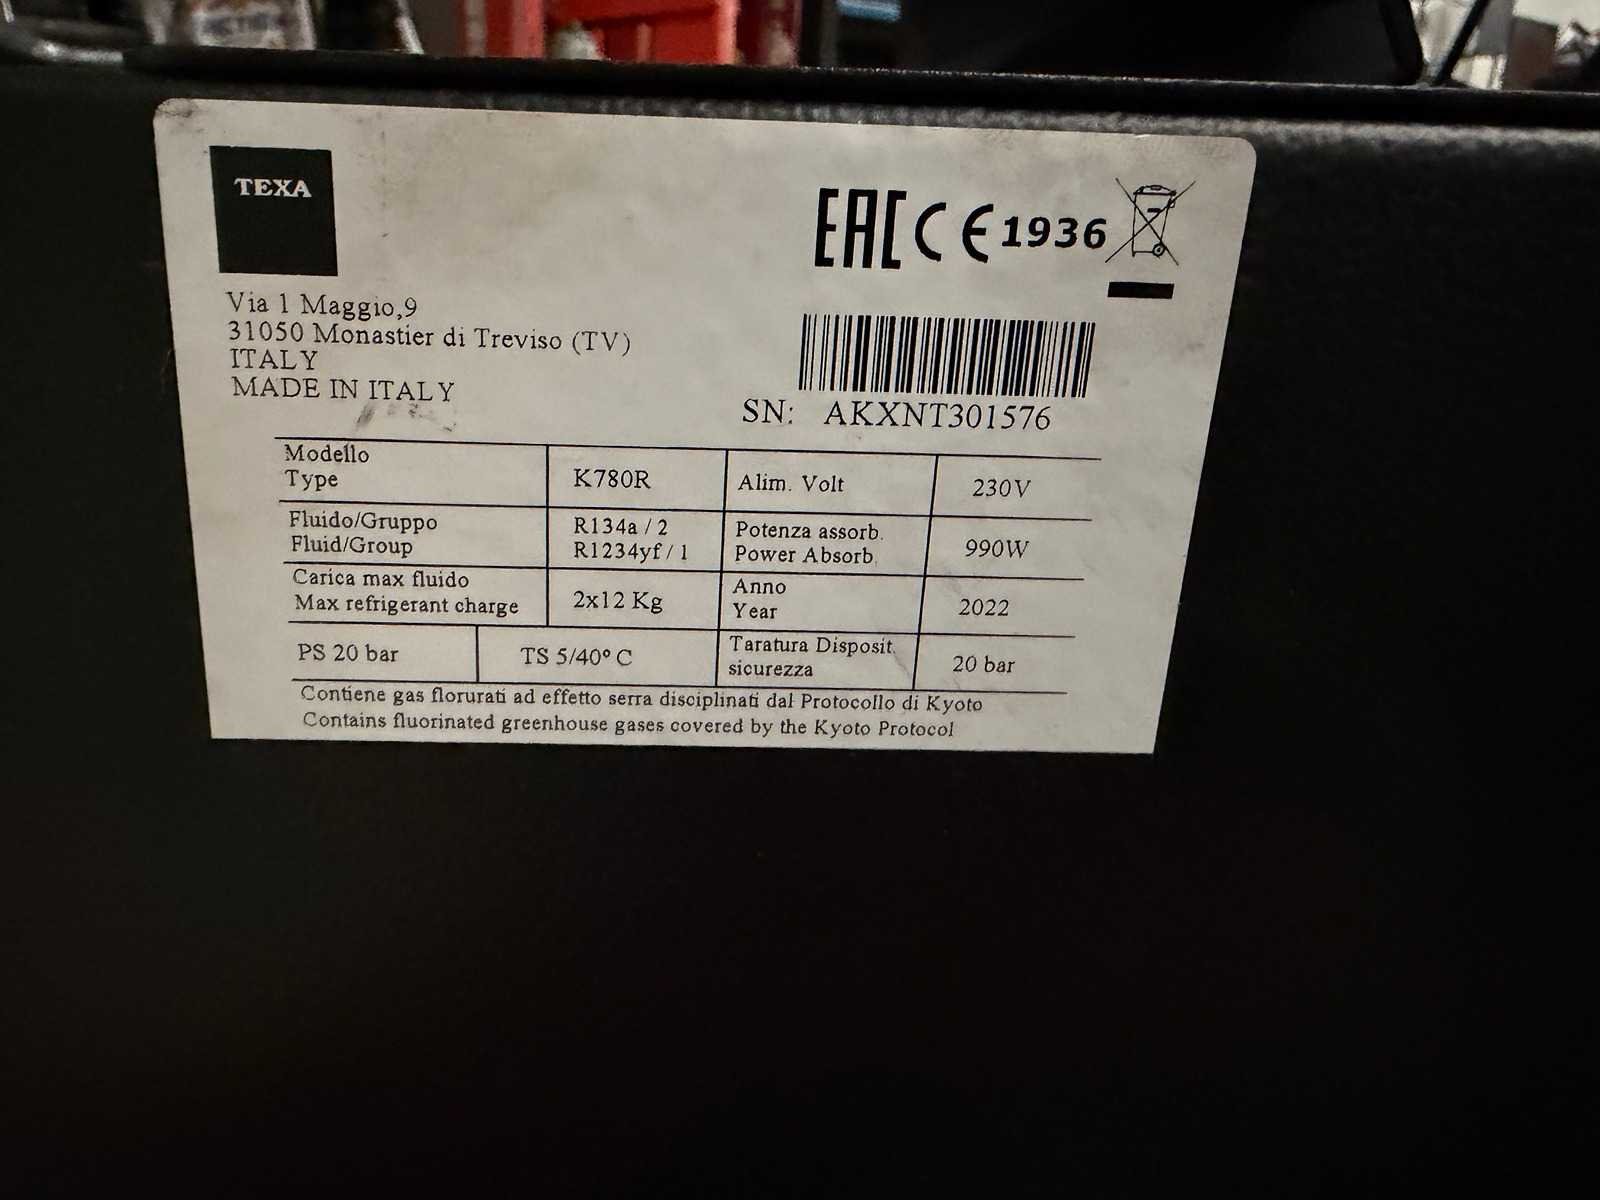 TEXA
EAC CE 1936
Via 1 Maggio,9
31050 Monastier di Treviso (TV)
ITALY
MADE IN ITALY
SN: AKXNT301576
Modello
Type
K780R
Alim. Volt
230V
Fluido/Gruppo
Fluid/Group
R134a / 2
R1234yf / 1
Potenza assorb.
Power Absorb.
990W
Carica max fluido
Max refrigerant charge
2x12 Kg
Anno
Year
2022
PS 20 bar
TS 5/40° C
Taratura Disposit.
sicurezza
20 bar
Contiene gas florurati ad effetto serra disciplinati dal Protocollo di Kyoto
Contains fluorinated greenhouse gases covered by the Kyoto Protocol